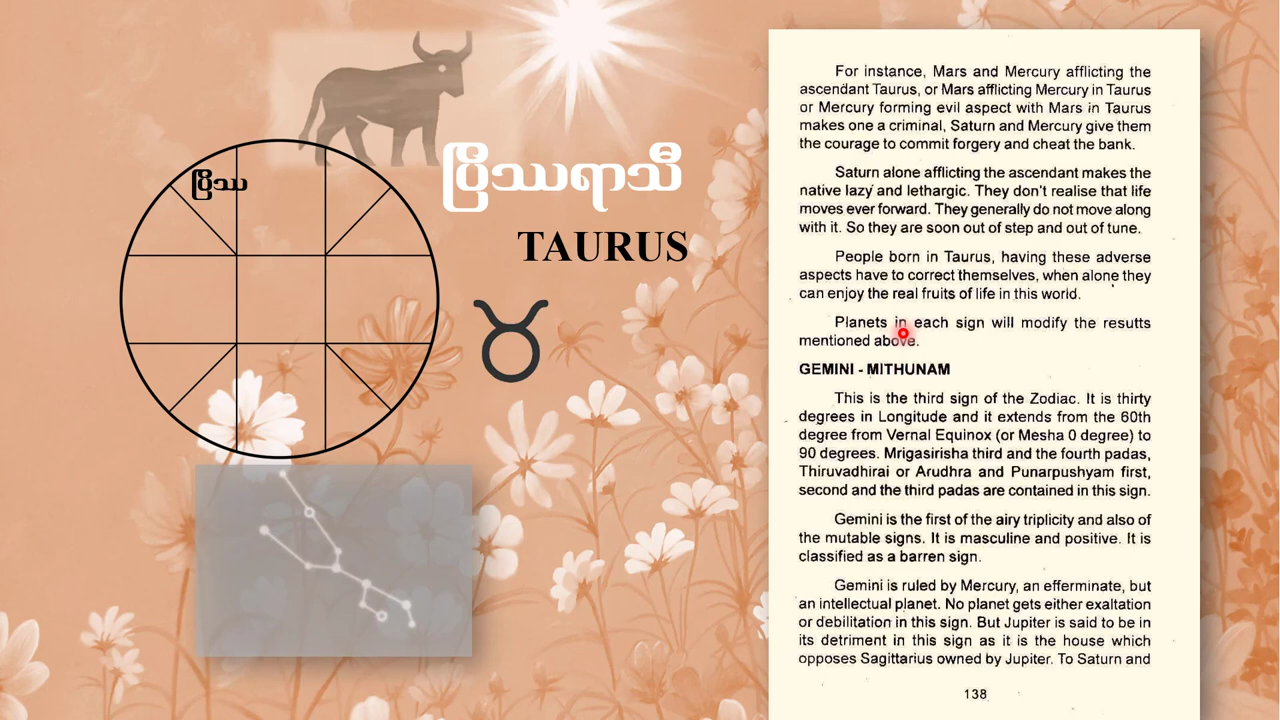 ပြိဿ
ပြိဿရာသီ
TAURUS
For instance, Mars and Mercury afflicting the
ascendant Taurus, or Mars afflicting Mercury in Taurus
or Mercury forming evil aspect with Mars in Taurus
makes one a criminal, Saturn and Mercury give them
the courage to commit forgery and cheat the bank.
Saturn alone afflicting the ascendant makes the
native lazy and lethargic. They don't realise that life
moves ever forward. They generally do not move along
with it. So they are soon out of step and out of tune.
People born in Taurus, having these adverse
aspects have to correct themselves, when alone they
can enjoy the real fruits of life in this world.
Planets in each sign will modify the resutts
mentioned above.
GEMINI - MITHUNAM
This is the third sign of the Zodiac. It is thirty
degrees in Longitude and it extends from the 60th
degree from Vernal Equinox (or Mesha 0 degree) to
90 degrees. Mrigasirisha third and the fourth padas,
Thiruvadhirai or Arudhra and Punarpushyam first,
second and the third padas are contained in this sign.
Gemini is the first of the airy triplicity and also of
the mutable signs. It is masculine and positive. It is
classified as a barren sign.
Gemini is ruled by Mercury, an efferminate, but
an intellectual planet. No planet gets either exaltation
or debilitation in this sign. But Jupiter is said to be in
its detriment in this sign as it is the house which
opposes Sagittarius owned by Jupiter. To Saturn and
138